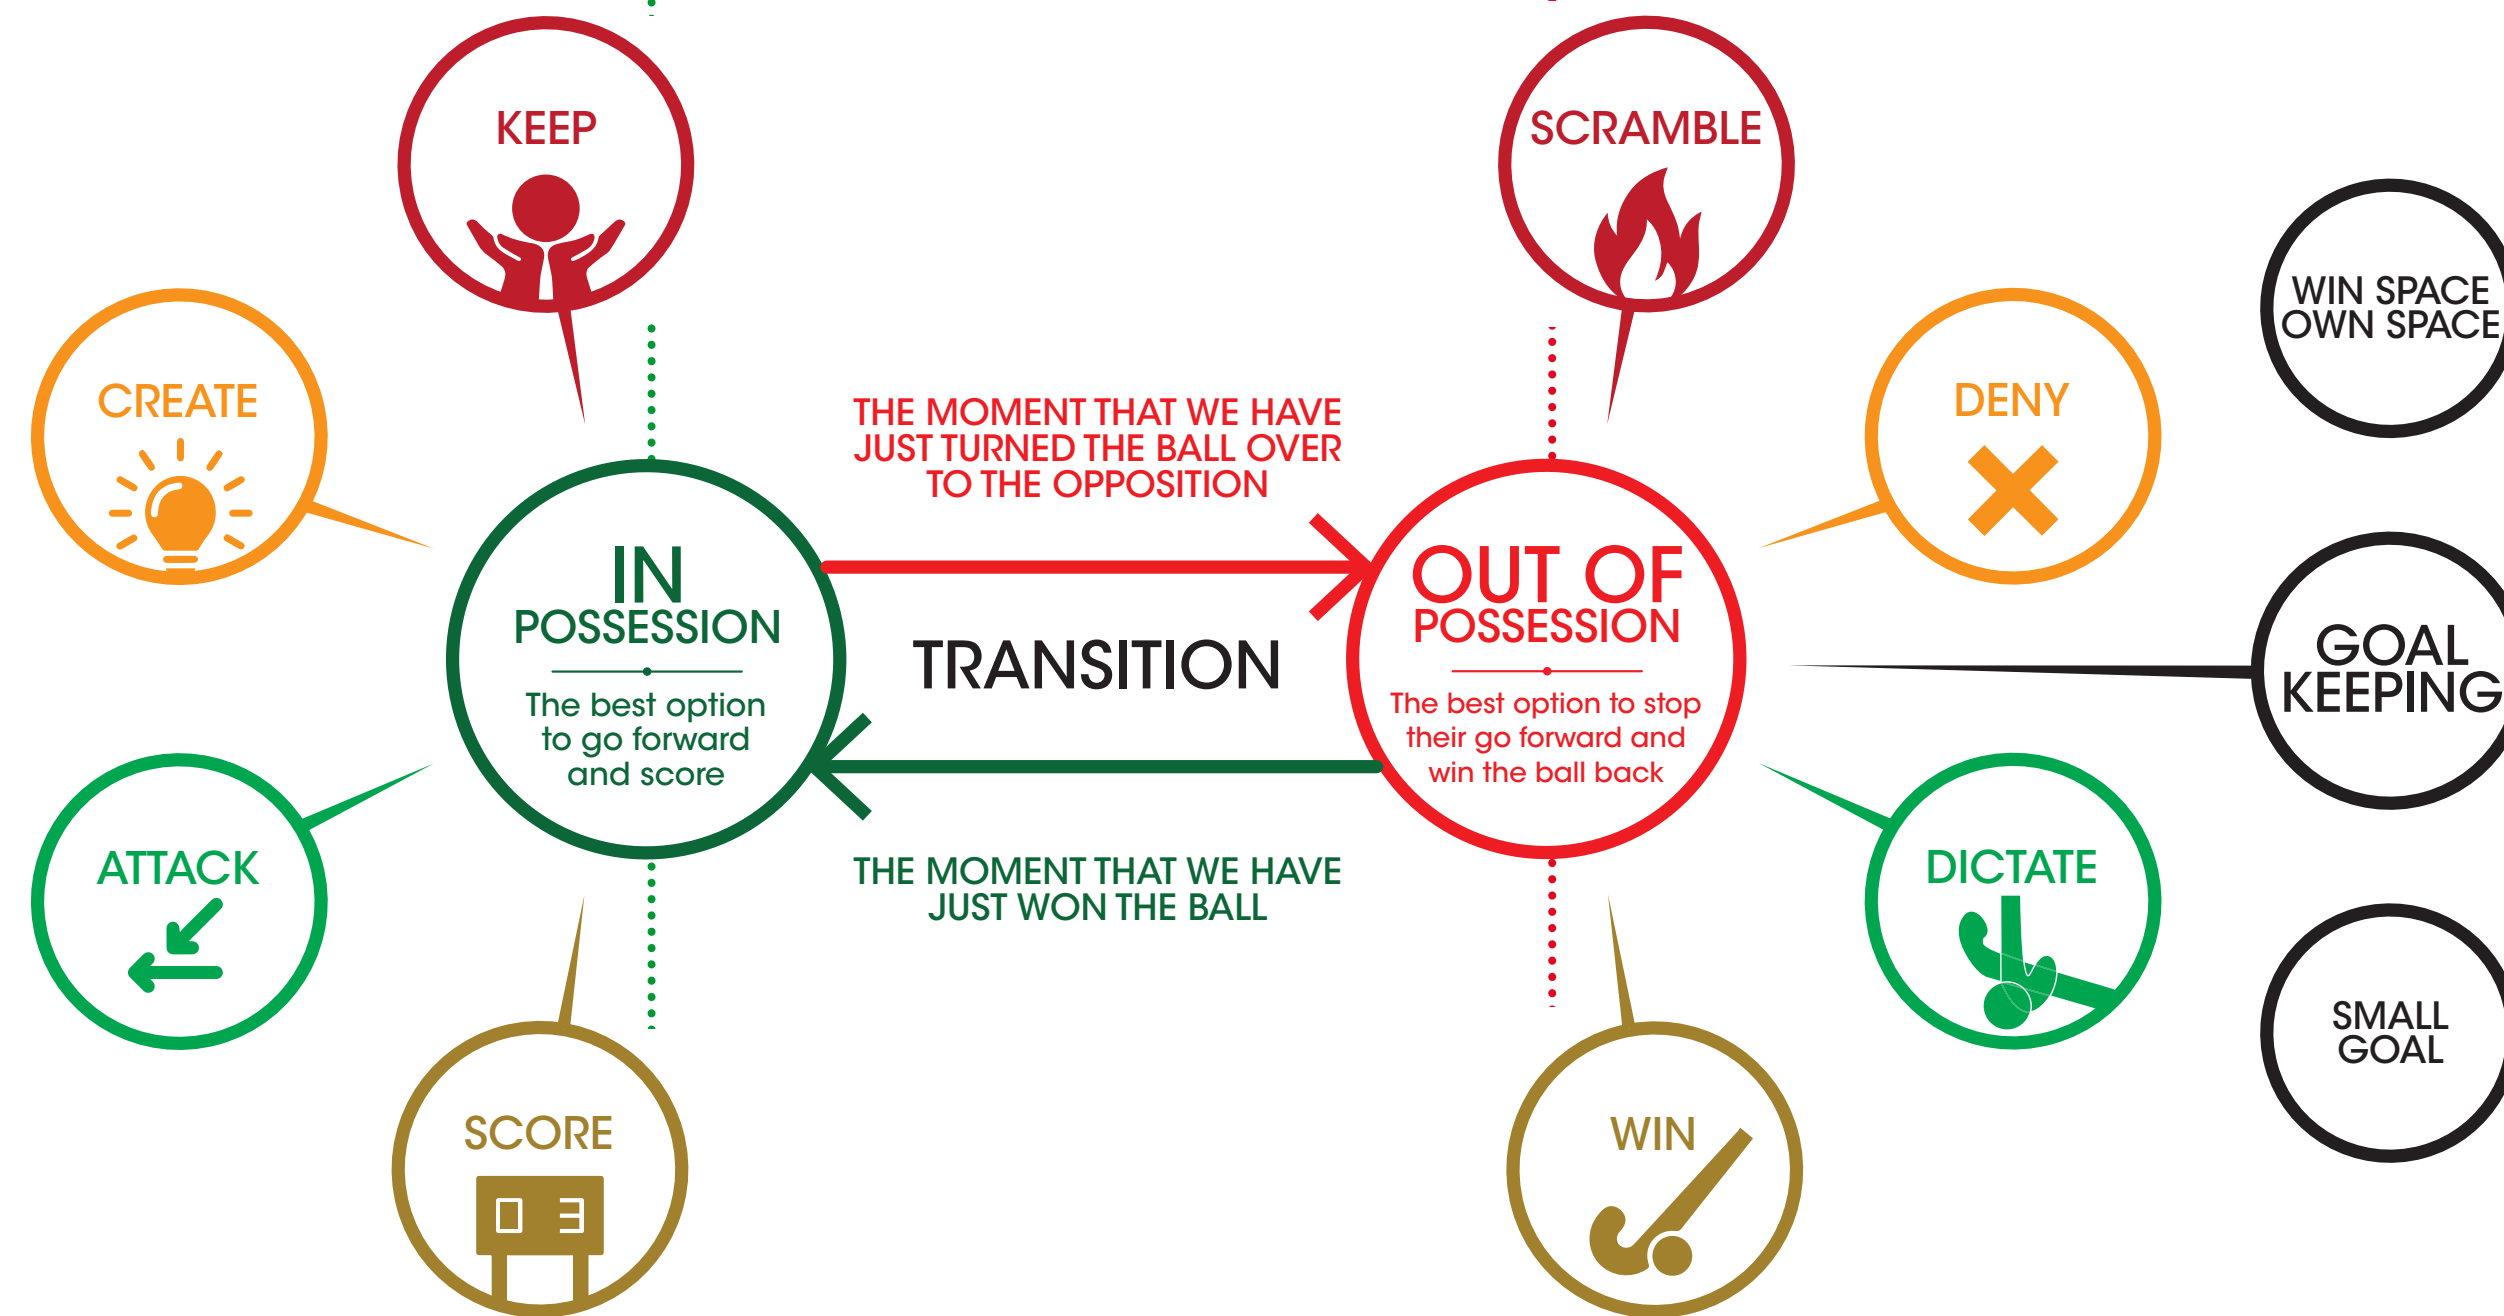 KEEP
SCRAMBLE
WIN SPACE
OWN SPACE
CREATE
DENY
THE MOMENT THAT WE HAVE
JUST TURNED THE BALL OVER
TO THE OPPOSITION
IN
POSSESSION
The best option
to go forward
and score
TRANSITION
OUT OF
POSSESSION
The best option to stop
their go forward and
win the ball back
GOAL
KEEPING
ATTACK
THE MOMENT THAT WE HAVE
JUST WON THE BALL
DICTATE
SMALL
GOAL
SCORE
0 3
WIN